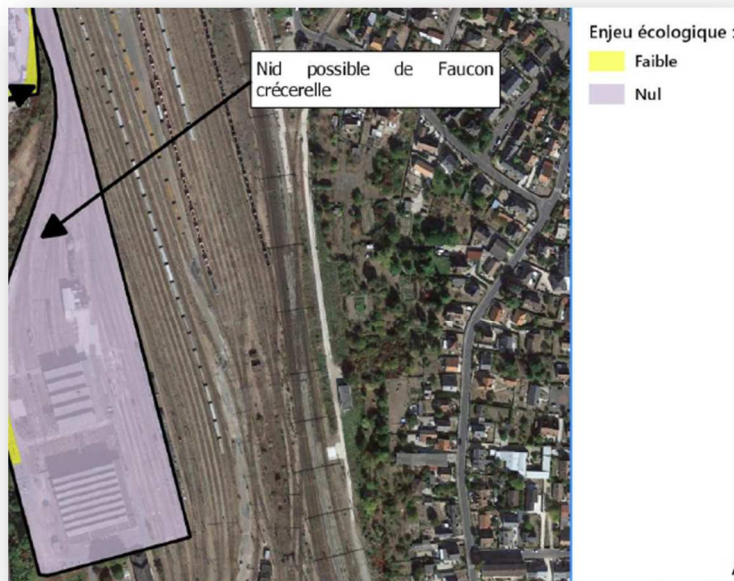 Nid possible de Faucon
crécerelle
Enjeu écologique :
Faible
Nul